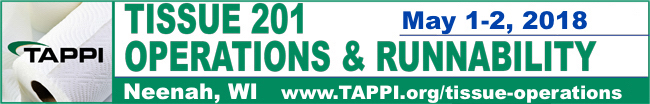 TAPPI
TISSUE 201
May 1-2, 2018
OPERATIONS & RUNNABILITY
Neenah, WI
www.TAPPI.org/tissue-operations